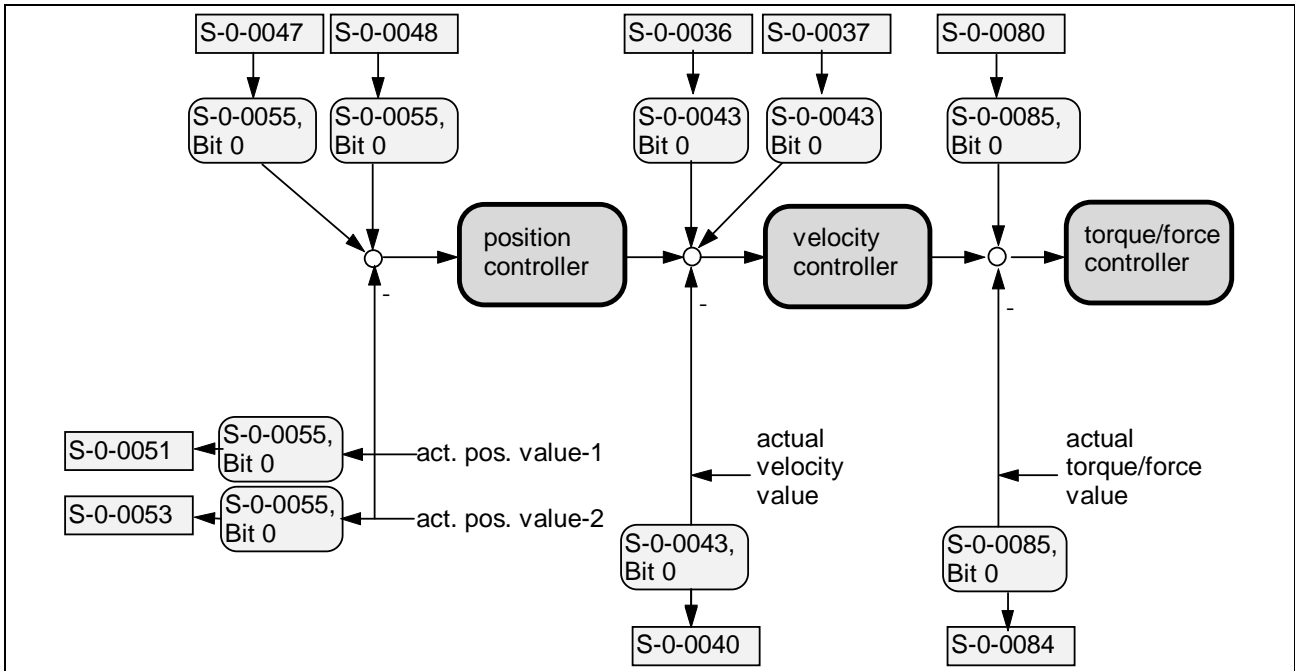 S-0-0047
S-0-0048
S-0-0036
S-0-0037
S-0-0080
S-0-0055,
Bit 0
S-0-0055,
Bit 0
S-0-0043
Bit 0
S-0-0043
Bit 0
S-0-0085,
Bit 0
position
controller
velocity
controller
torque/force
controller
-
-
-
S-0-0051
S-0-0055,
Bit 0
act. pos. value-1
S-0-0053
S-0-0055,
Bit 0
act. pos. value-2
actual
velocity
value
actual
torque/force
value
S-0-0043,
Bit 0
S-0-0085,
Bit 0
S-0-0040
S-0-0084